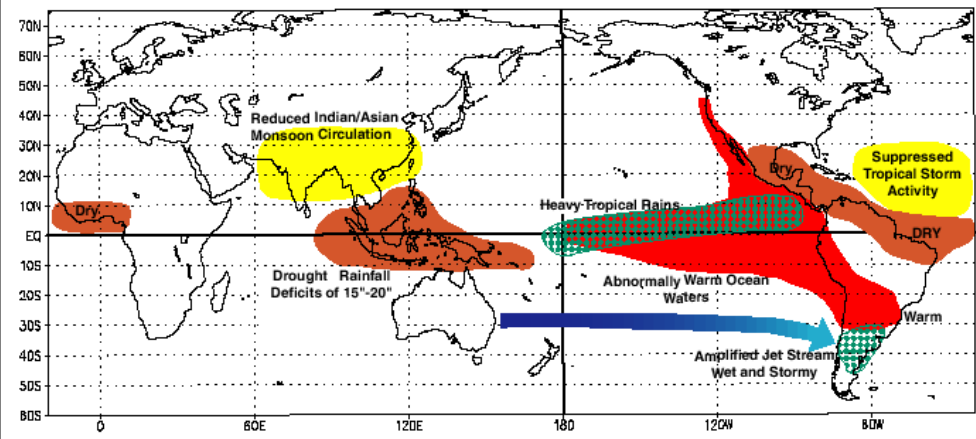 70N
60N
50N
40N
30N
20N
10N
EQ
10S
20S
30S
40S
50S
60S
Reduced Indian/Asian
Monsoon Circulation
Dry
Drought Rainfall
Deficits of 15"-20"
Heavy Tropical Rains
Dry
Suppressed
Tropical Storm
Activity
DRY
Abnormally Warm Ocean
Waters
Warm
Amplified Jet Stream
Wet and Stormy
0
60E
120E
180
120W
60W